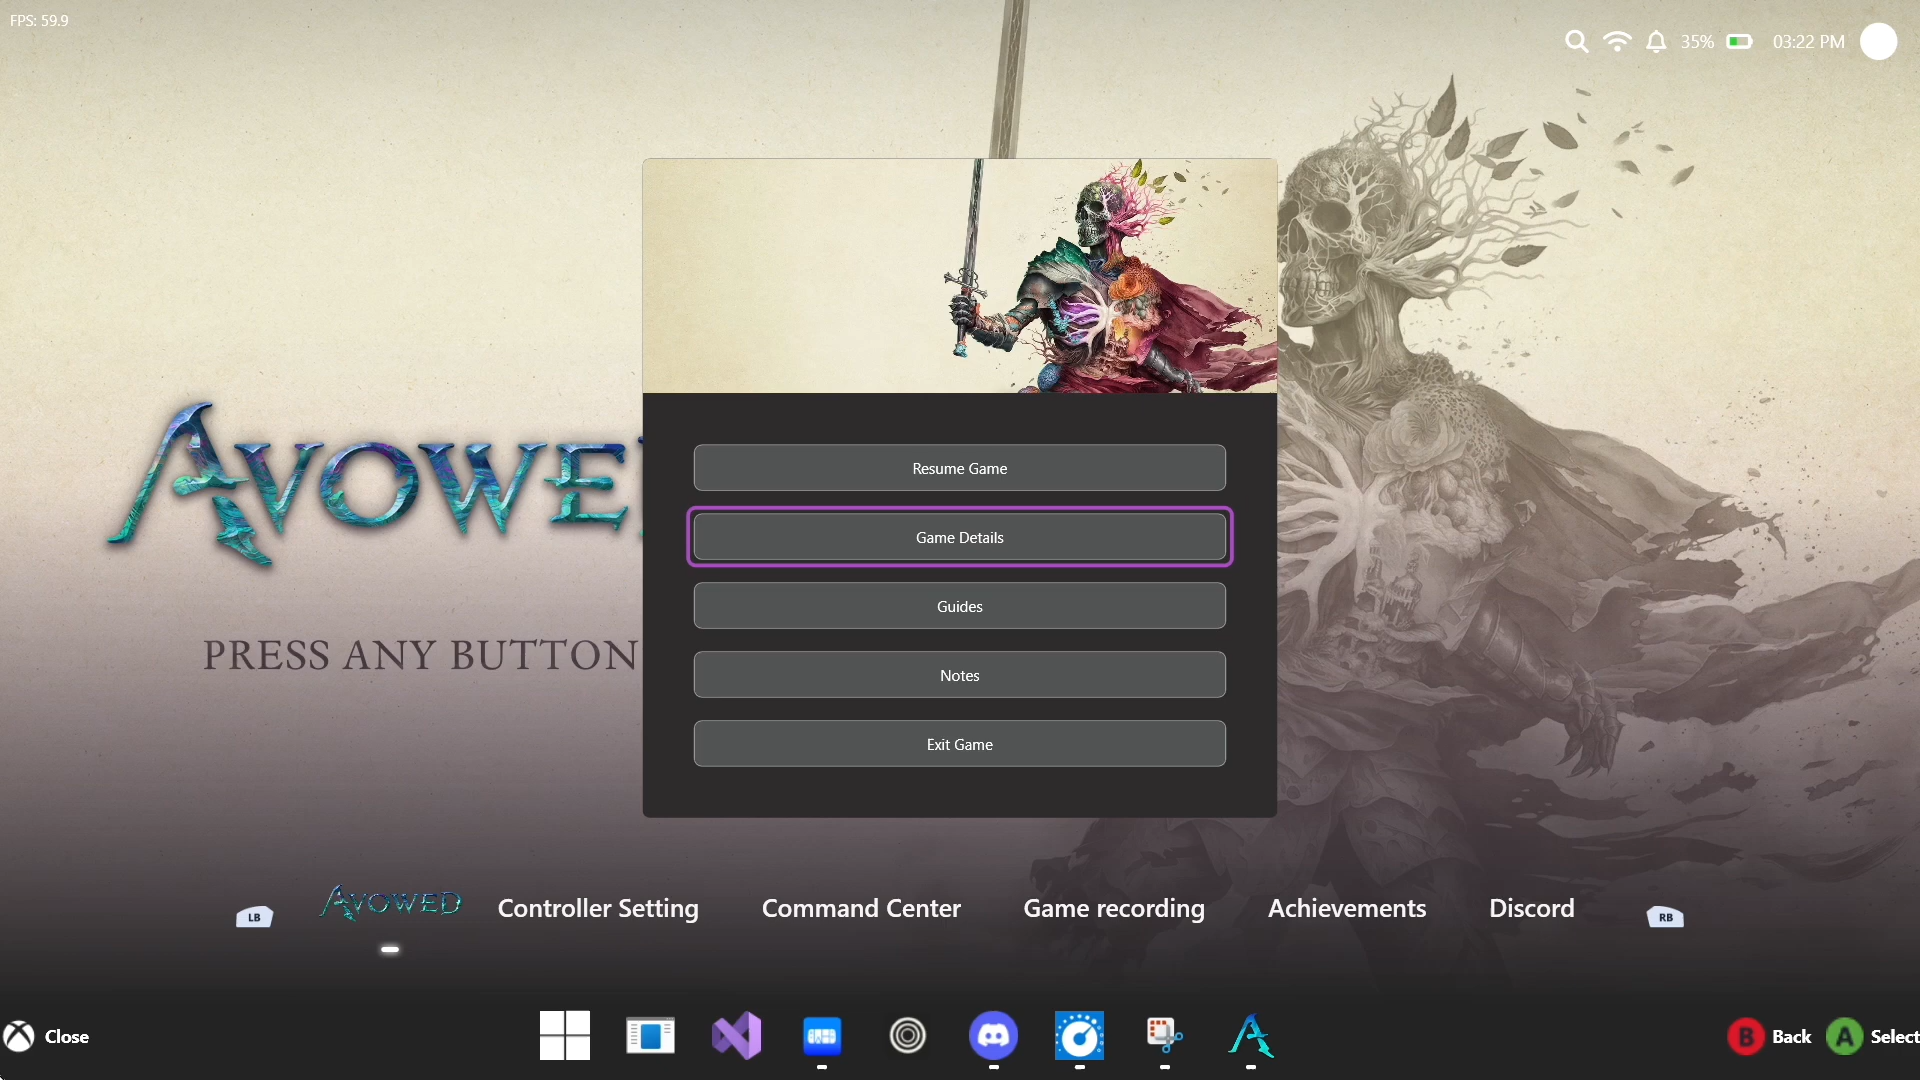 FPS: 59.9
35%
03:22 PM
AVOWED
PRESS ANY BUTTON
Resume Game
Game Details
Guides
Notes
Exit Game
LB
AVOWED
Controller Setting
Command Center
Game recording
Achievements
Discord
RB
Close
B
Back
A
Select